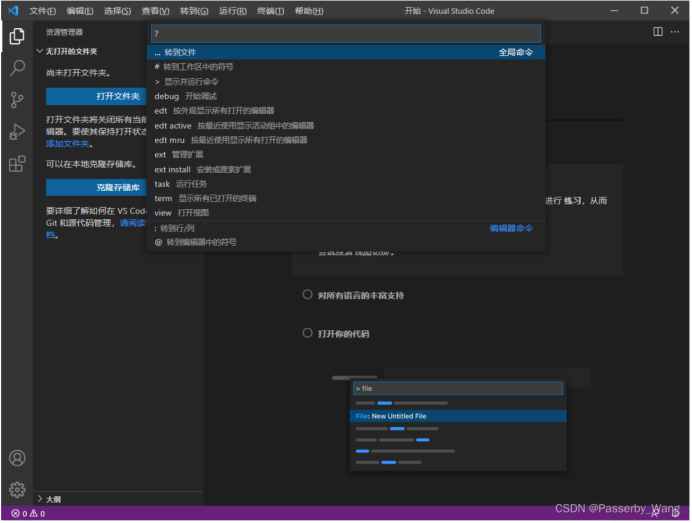 文件(F) 编辑(E) 选择(S) 查看(V) 转到(G) 运行(R) 终端(T) 帮助(H) 开始 - Visual Studio Code
资源管理器
?
无打开的文件夹
... 转到文件 全局命令
# 转到工作区中的符号
尚未打开文件夹。
> 显示并运行命令
打开文件夹
debug 开始调试
edt 按外观显示所有打开的编辑器
打开文件夹将关闭所有当前
edt active 按最近使用显示活动组中的编辑器
辑器。要使其保持打开状态
edt mru 按最近使用显示所有打开的编辑器
添加文件夹。
ext 管理扩展
可以在本地克隆存储库。
ext install 安装或搜索扩展
task 运行任务
克隆存储库
term 显示所有已打开的终端
进行 练习，从而
要详细了解如何在 VS Code
view 打开视图
Git 和源代码管理，请阅读
: 转到行/列 编辑器命令
档。
@ 转到编辑器中的符号
对所有语言的丰富支持
打开你的代码
> file
File: New Untitled File
大纲
0 0
CSDN @Passerby_Wang